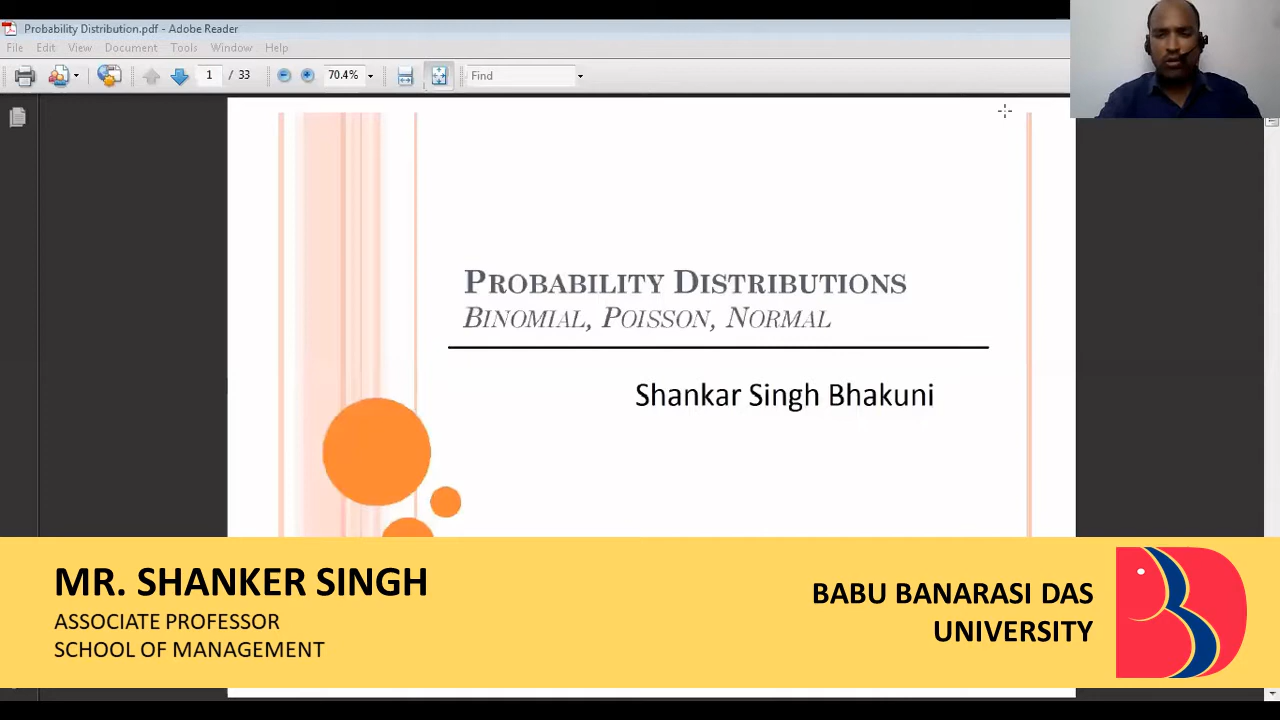 Probability Distribution.pdf - Adobe Reader
File Edit View Document Tools Window Help
1 / 33 70.4% Find
PROBABILITY DISTRIBUTIONS
BINOMIAL, POISSON, NORMAL
Shankar Singh Bhakuni
MR. SHANKER SINGH
ASSOCIATE PROFESSOR
SCHOOL OF MANAGEMENT
BABU BANARASI DAS
UNIVERSITY